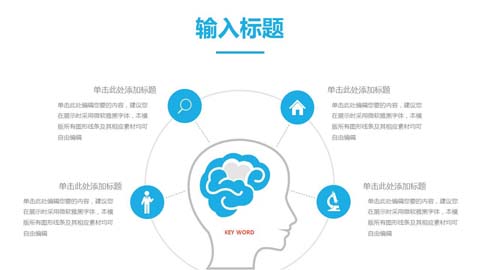 输入标题
单击此处添加标题
单击此处编辑您要的内容，建议您
在展示时采用微软雅黑字体，本模
版所有图形线条及其相应素材均可
自由编辑
单击此处添加标题
单击此处编辑您要的内容，建议您
在展示时采用微软雅黑字体，本模
版所有图形线条及其相应素材均可
自由编辑
单击此处添加标题
单击此处编辑您要的内容，建议您
在展示时采用微软雅黑字体，本模
版所有图形线条及其相应素材均可
自由编辑
单击此处添加标题
单击此处编辑您要的内容，建议您
在展示时采用微软雅黑字体，本模
版所有图形线条及其相应素材均可
自由编辑
KEY WORD